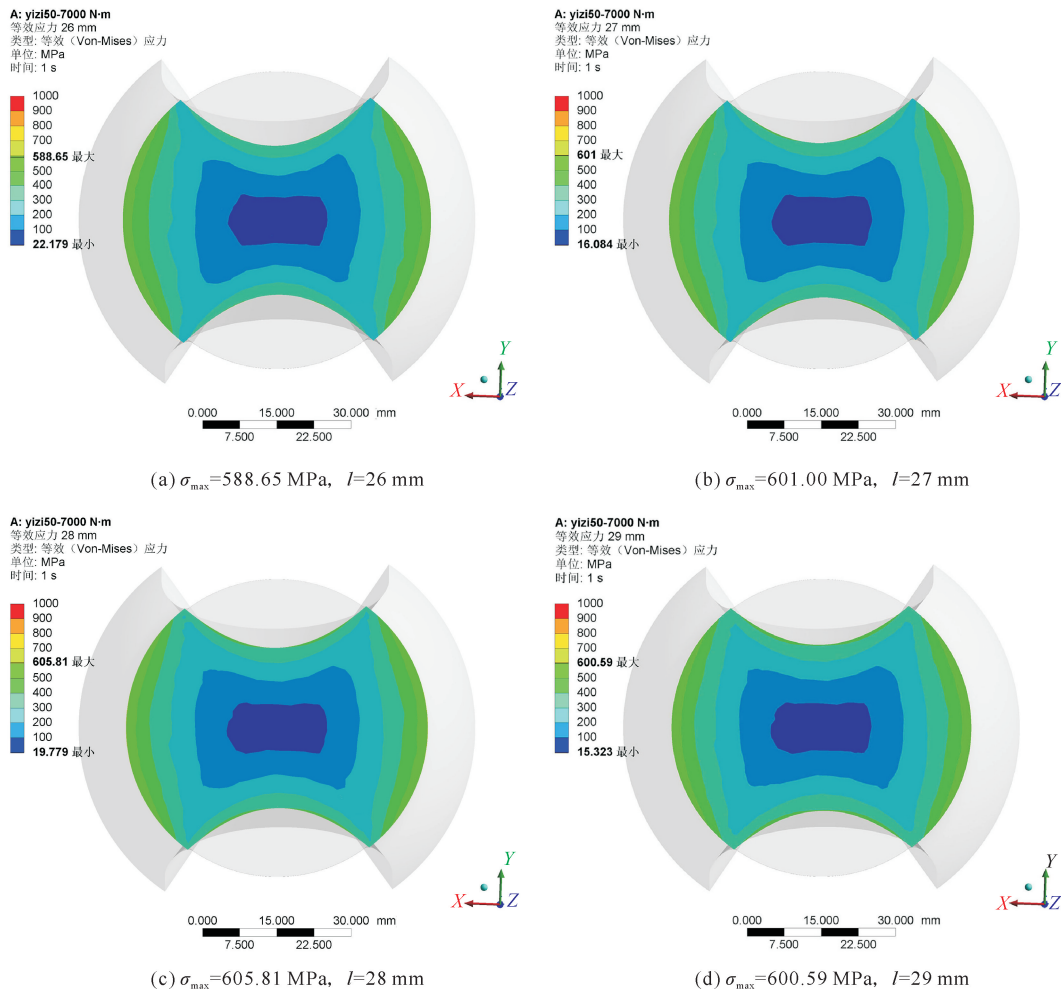 A: yizi50-7000 N·m
等效应力 26 mm
类型: 等效（Von-Mises）应力
单位: MPa
时间: 1 s
1000
900
800
700
588.65 最大
500
400
300
200
100
22.179 最小
Y
X
Z
0.000 15.000 30.000 mm
7.500 22.500
(a) σmax=588.65 MPa, l=26 mm
A: yizi50-7000 N·m
等效应力 27 mm
类型: 等效（Von-Mises）应力
单位: MPa
时间: 1 s
1000
900
800
700
601 最大
500
400
300
200
100
16.084 最小
Y
X
Z
0.000 15.000 30.000 mm
7.500 22.500
(b) σmax=601.00 MPa, l=27 mm
A: yizi50-7000 N·m
等效应力 28 mm
类型: 等效（Von-Mises）应力
单位: MPa
时间: 1 s
1000
900
800
700
605.81 最大
500
400
300
200
100
19.779 最小
Y
X
Z
0.000 15.000 30.000 mm
7.500 22.500
(c) σmax=605.81 MPa, l=28 mm
A: yizi50-7000 N·m
等效应力 29 mm
类型: 等效（Von-Mises）应力
单位: MPa
时间: 1 s
1000
900
800
700
600.59 最大
500
400
300
200
100
15.323 最小
Y
X
Z
0.000 15.000 30.000 mm
7.500 22.500
(d) σmax=600.59 MPa, l=29 mm